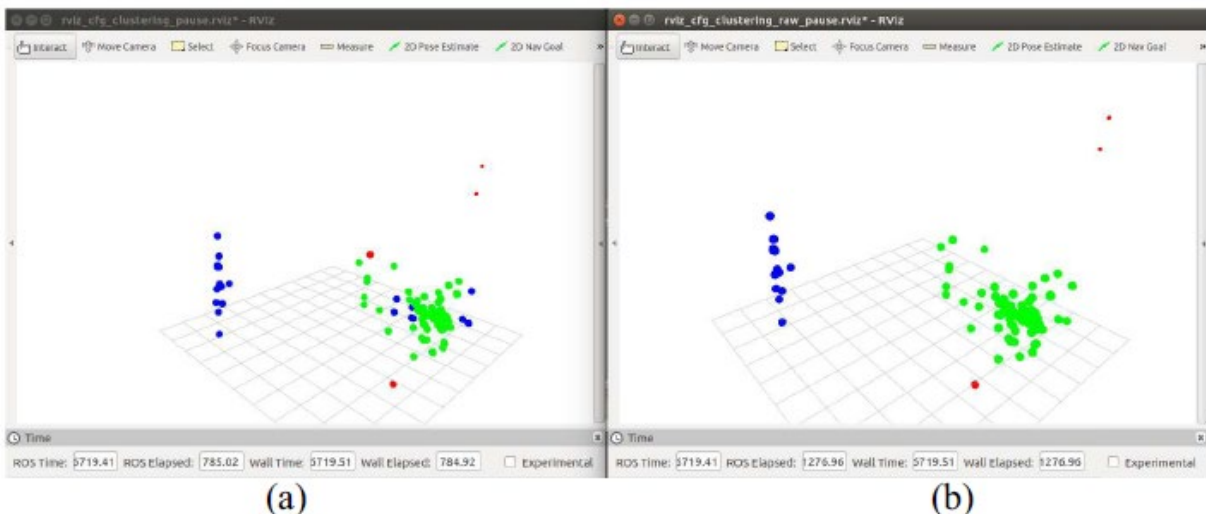 rviz_cfg_clustering_pause.rviz* - RViz
Interact Move Camera Select Focus Camera Measure 2D Pose Estimate 2D Nav Goal »
Time
ROS Time: 5719.41 ROS Elapsed: 785.02 Wall Time: 5719.51 Wall Elapsed: 784.92 Experimental
(a)
rviz_cfg_clustering_raw_pause.rviz* - RViz
Interact Move Camera Select Focus Camera Measure 2D Pose Estimate 2D Nav Goal »
Time
ROS Time: 5719.41 ROS Elapsed: 1276.96 Wall Time: 5719.51 Wall Elapsed: 1276.96 Experimental
(b)